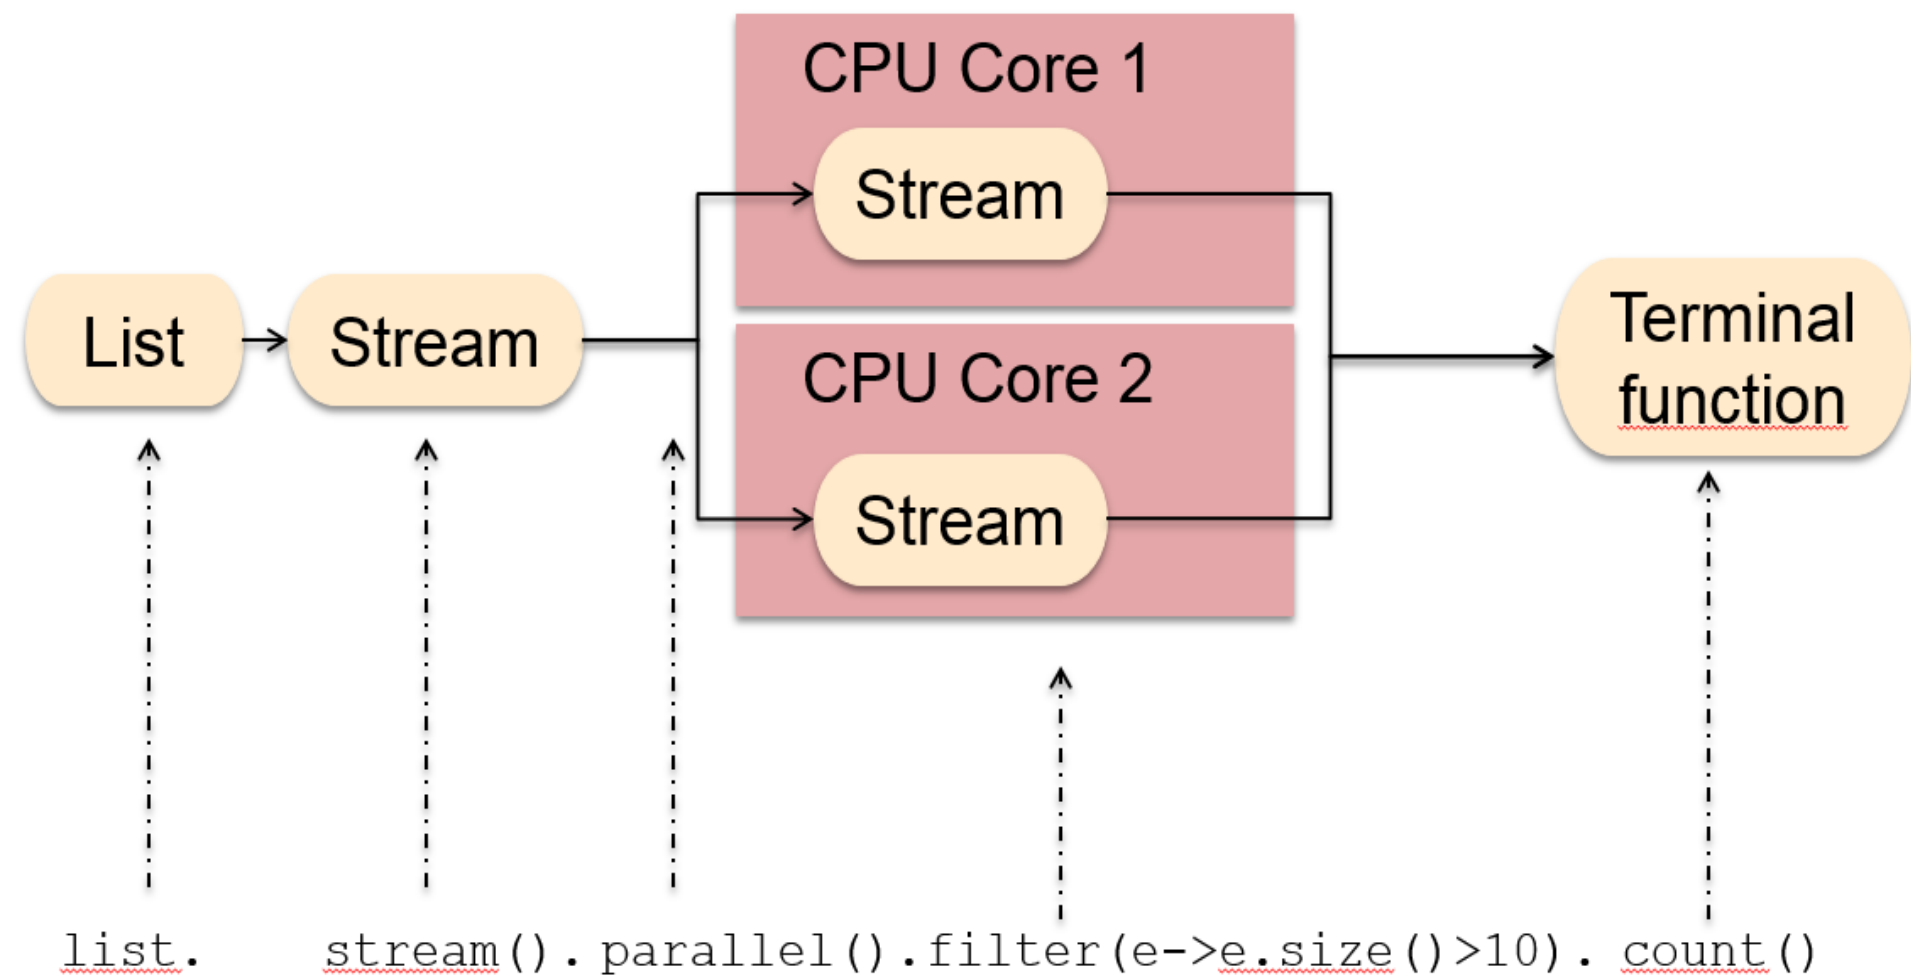 CPU Core 1
Stream
List
Stream
CPU Core 2
Stream
Terminal
function
list. stream().parallel().filter(e->e.size()>10). count()